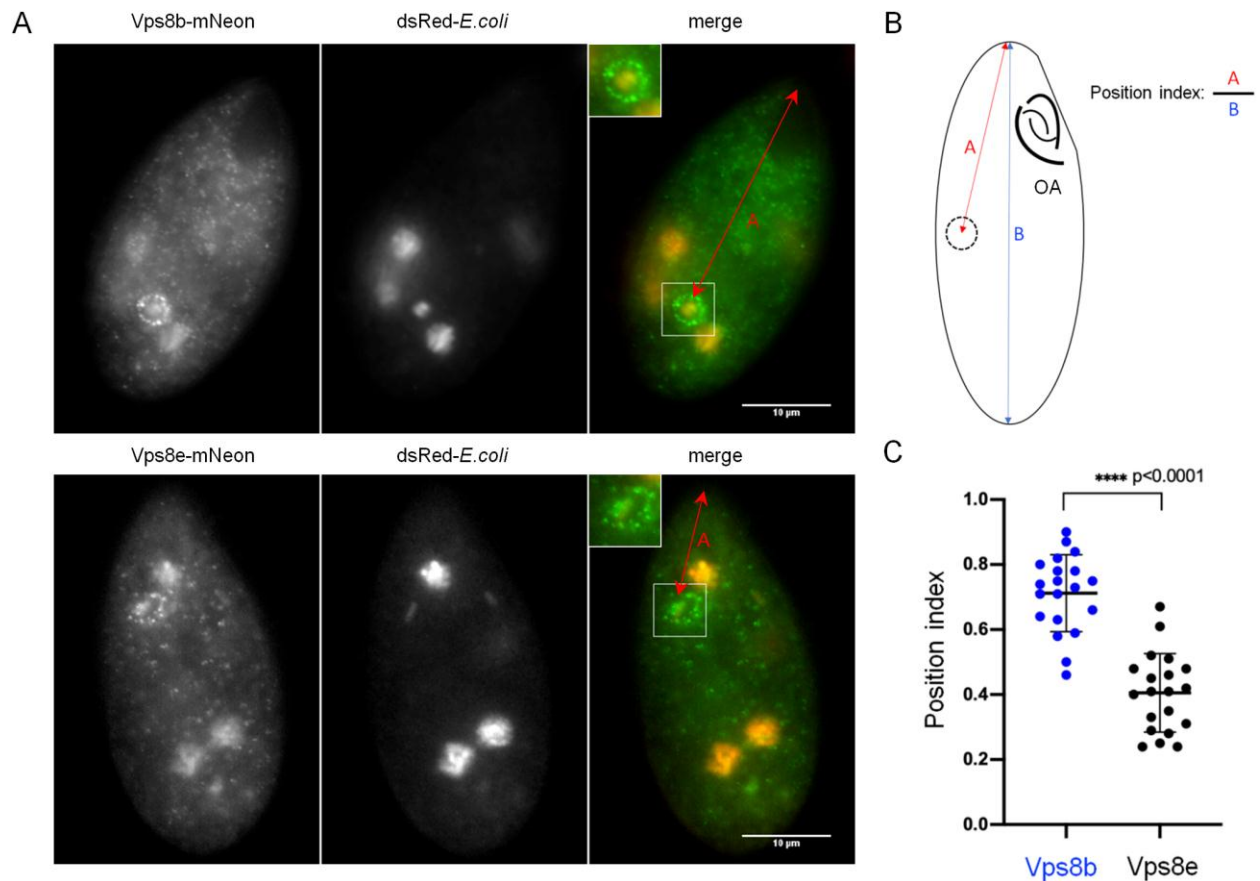 A
Vps8b-mNeon dsRed-E.coli merge
A
10 μm
Vps8e-mNeon dsRed-E.coli merge
A
10 μm
B
Position index: A
B
A
B
OA
C
**** p<0.0001
1.0
0.8
0.6
0.4
0.2
0.0
Position index
Vps8b Vps8e